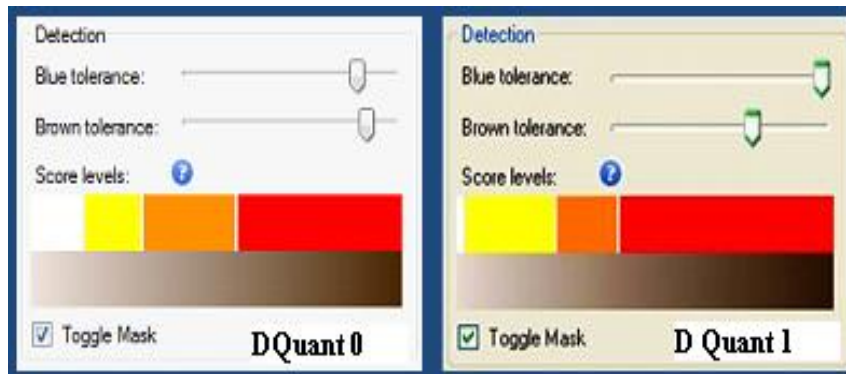 Detection
Blue tolerance:
Brown tolerance:
Score levels:
Toggle Mask
DQuant 0
Detection
Blue tolerance:
Brown tolerance:
Score levels:
Toggle Mask
D Quant 1